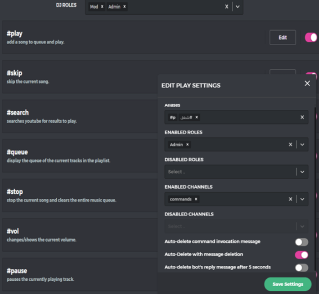 DJ ROLES
Mod x Admin x
#play
add a song to queue and play.
Edit
#skip
skip the current song.
#search
searches youtube for results to play.
#queue
display the queue of the current tracks in the playlist.
#stop
stop the current song and clears the entire music queue.
#vol
changes/shows the current volume.
#pause
pauses the currently playing track.
EDIT PLAY SETTINGS
ALIASES
#p
ENABLED ROLES
Admin x
DISABLED ROLES
Select...
ENABLED CHANNELS
commands x
DISABLED CHANNELS
Auto-delete command invocation message
Auto-delete with message deletion
Auto-delete bot's reply message after 5 seconds
Save Settings